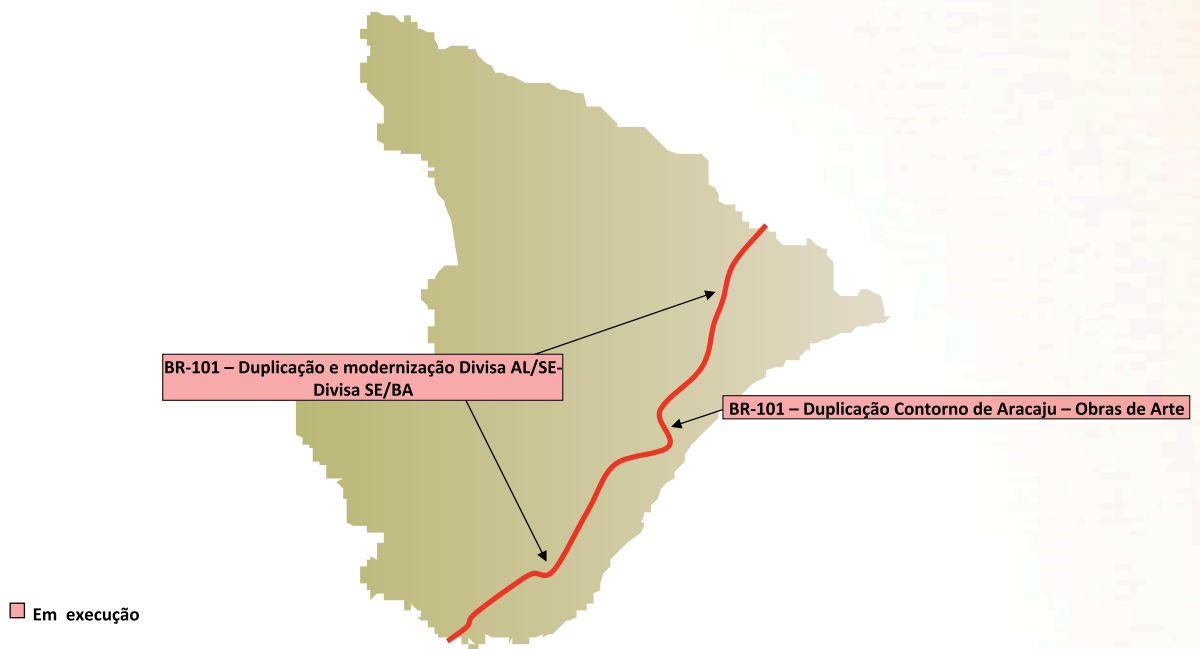 BR-101 – Duplicação e modernização Divisa AL/SE-
Divisa SE/BA
BR-101 – Duplicação Contorno de Aracaju – Obras de Arte
Em execução